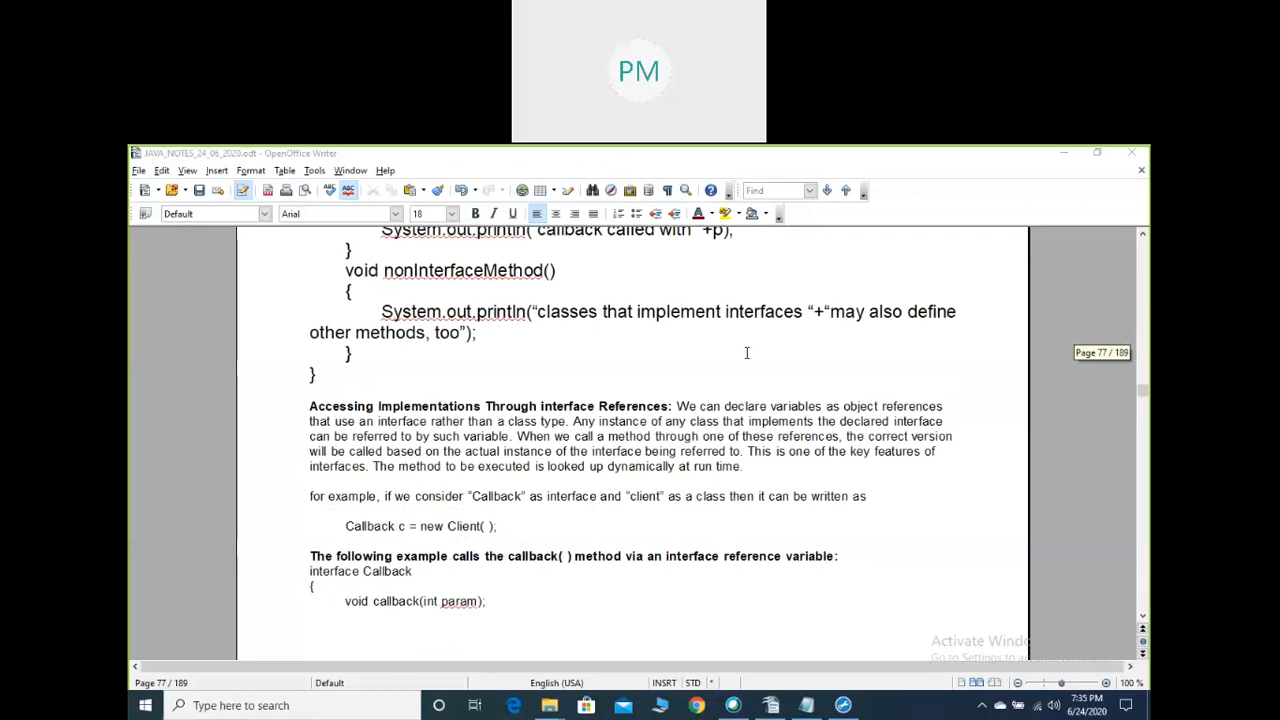 PM
JAVA_NOTES_24_06_2020.odt - OpenOffice Writer
File Edit View Insert Format Table Tools Window Help
Find
Default Arial 18
System.out.println("callback called with "+p);
}
void nonInterfaceMethod()
{
System.out.println(“classes that implement interfaces “+“may also define
other methods, too”);
}
}
Page 77 / 189
Accessing Implementations Through interface References: We can declare variables as object references
that use an interface rather than a class type. Any instance of any class that implements the declared interface
can be referred to by such variable. When we call a method through one of these references, the correct version
will be called based on the actual instance of the interface being referred to. This is one of the key features of
interfaces. The method to be executed is looked up dynamically at run time.
for example, if we consider “Callback” as interface and “client” as a class then it can be written as
Callback c = new Client( );
The following example calls the callback( ) method via an interface reference variable:
interface Callback
{
void callback(int param);
Activate Windo
Go to Settings to a
Page 77 / 189 Default English (USA) INSRT STD * 100 %
Type here to search
7:35 PM
6/24/2020